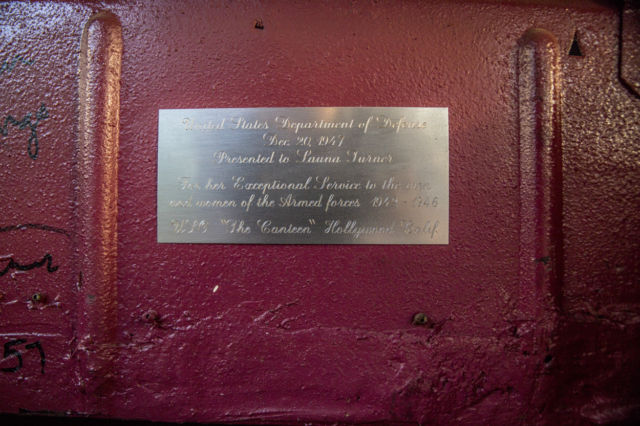 United States Department of Defense
Dec. 20, 1947
Presented to Launa Turner
For her Exceptional Service to the men
and women of the Armed forces 1942 - 1946
"The Canteen" Hollywood Calif.
57